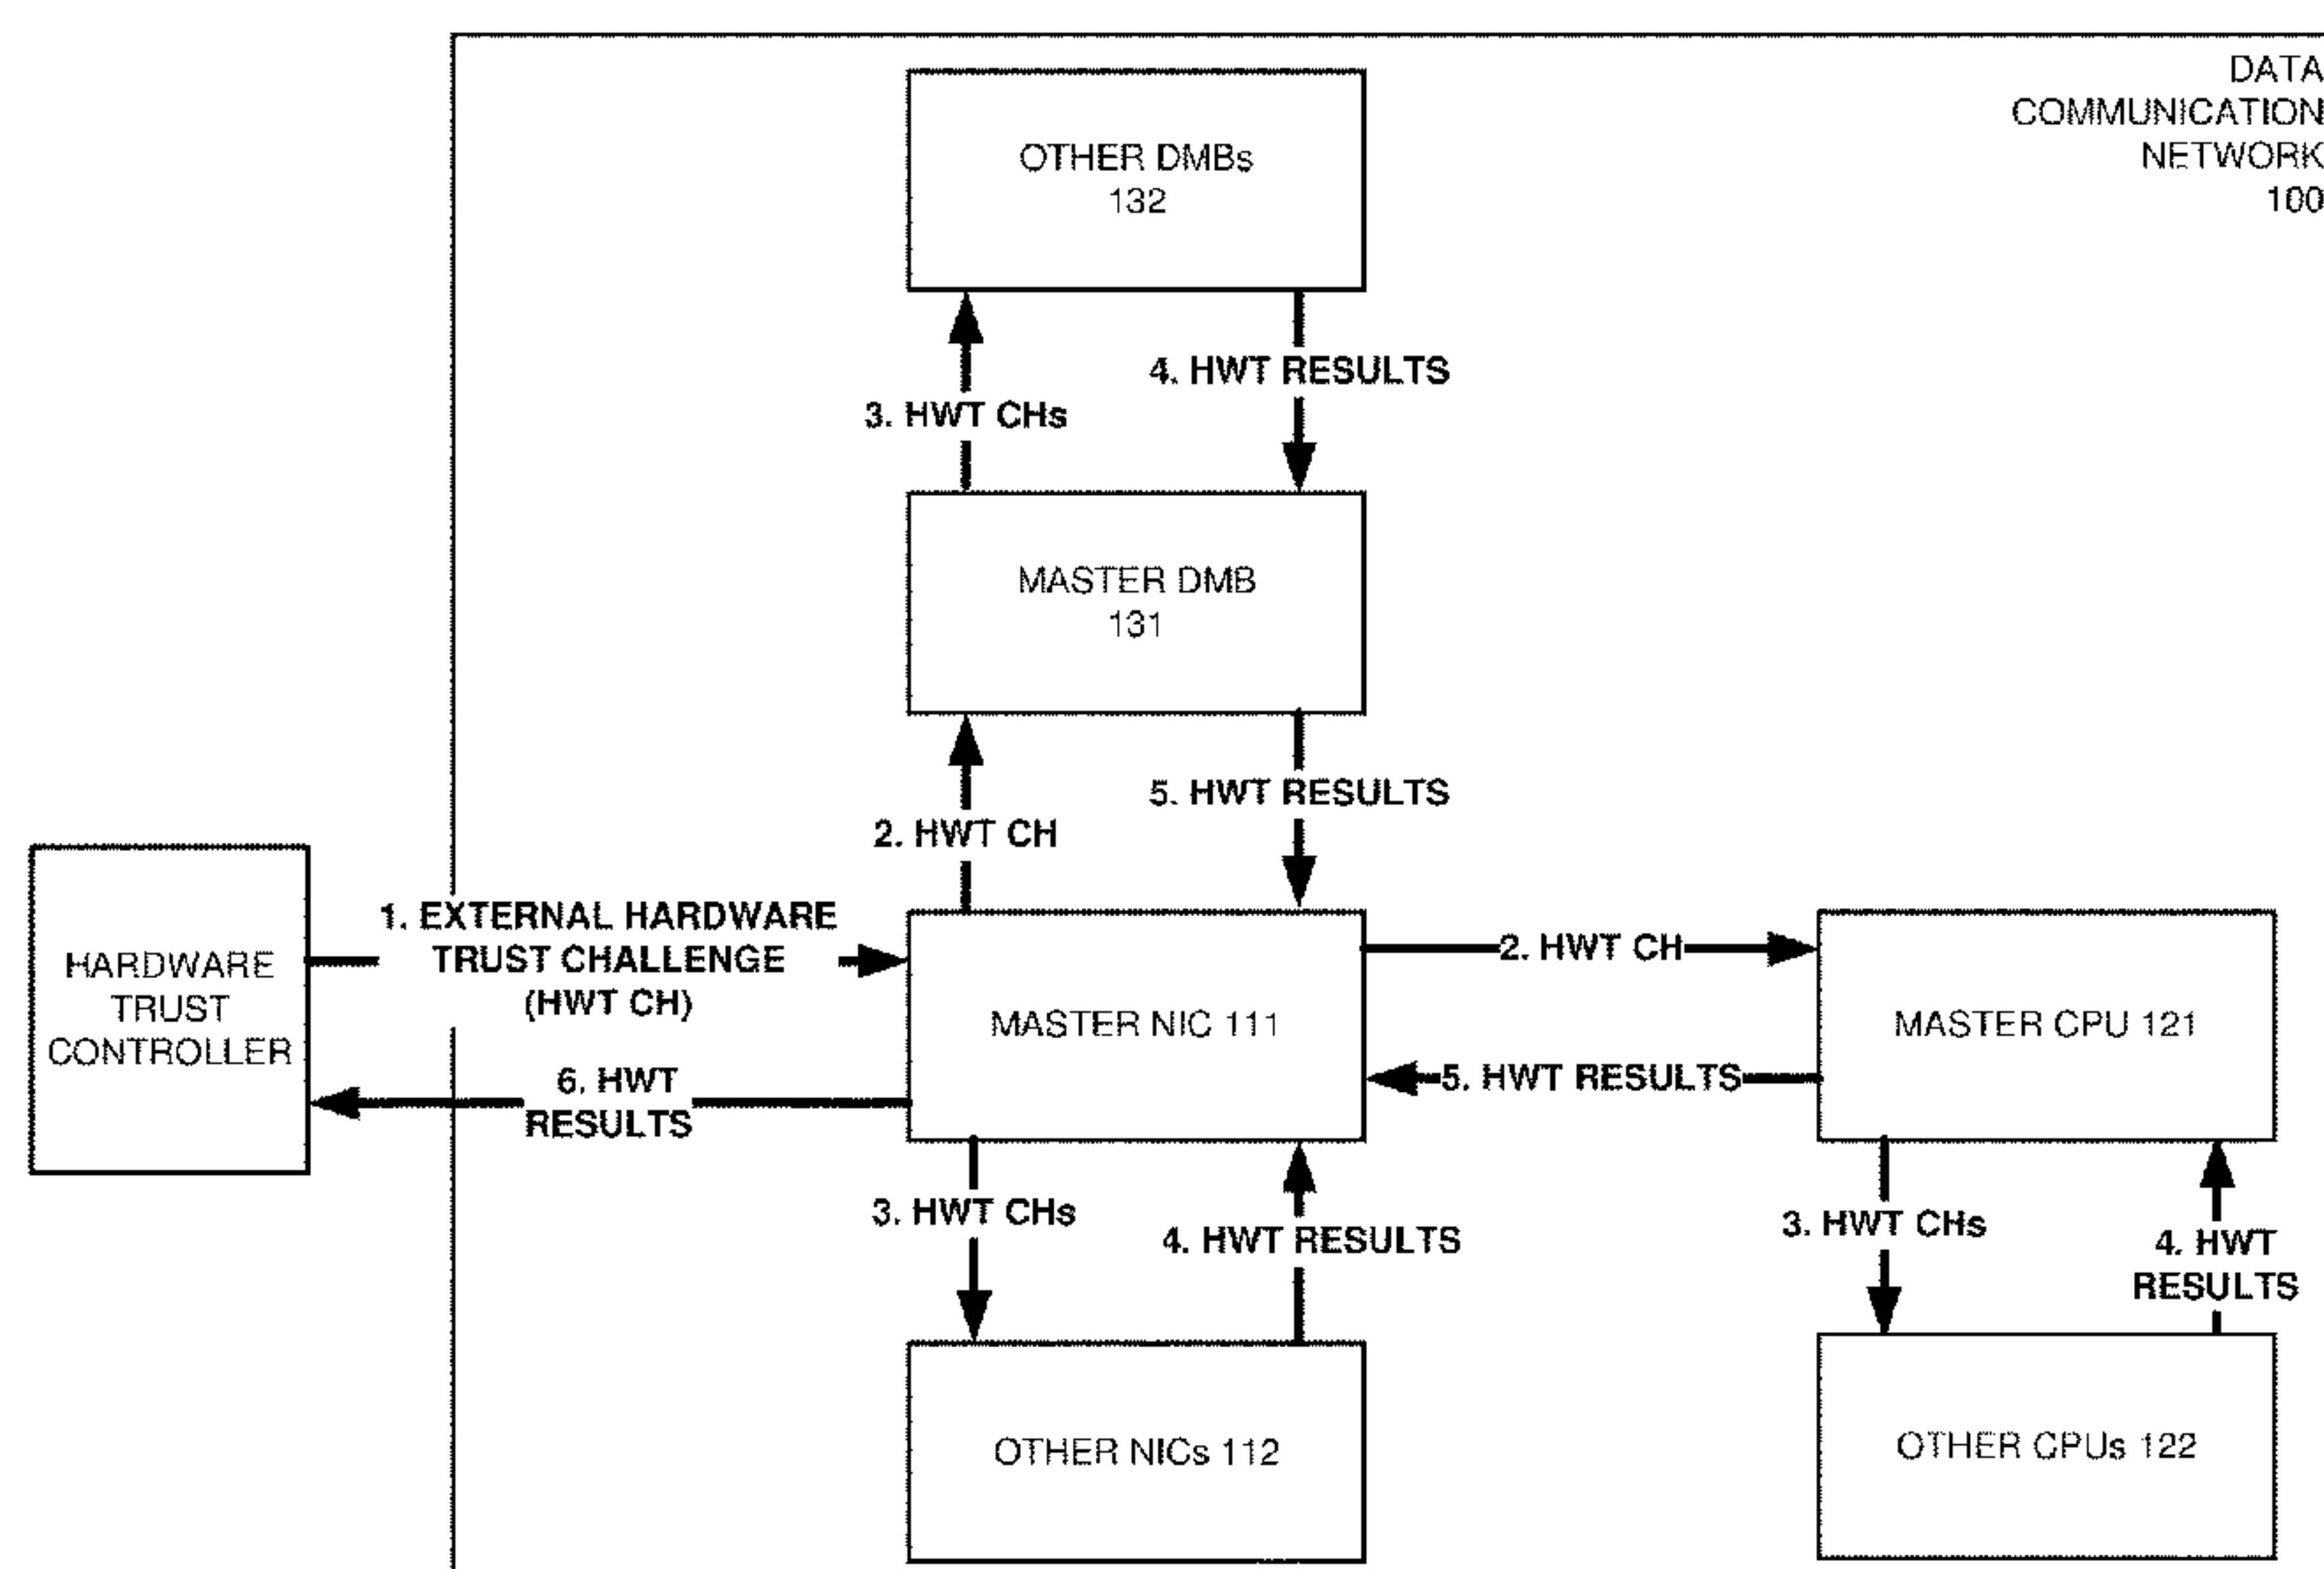 DATA
COMMUNICATION
NETWORK
100
OTHER DMBs
132
4. HWT RESULTS
3. HWT CHs
MASTER DMB
131
5. HWT RESULTS
2. HWT CH
1. EXTERNAL HARDWARE
TRUST CHALLENGE
(HWT CH)
HARDWARE
TRUST
CONTROLLER
2. HWT CH
MASTER NIC 111
MASTER CPU 121
6. HWT
RESULTS
5. HWT RESULTS
3. HWT CHs
4. HWT RESULTS
3. HWT CHs
4. HWT
RESULTS
OTHER NICs 112
OTHER CPUs 122